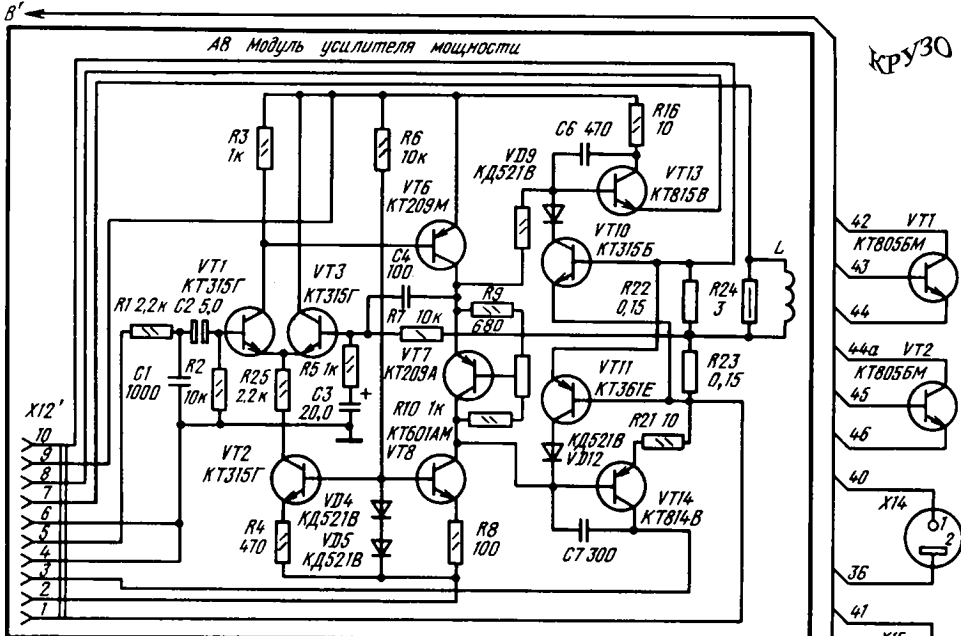 В'
А8 Модуль усилителя мощности
КРУЗО
R3
1к
R6
10к
C6 470
R16
10
VD9
КД521В
VT13
КТ815В
VT6
КТ209М
VT10
КТ315Б
42
VT1
КТ805БМ
43
44
C4
100
VT1
КТ315Г
VT3
КТ315Г
R1 2,2к
C2 5,0
R7 10к
R9
680
R22
0,15
R24
3
L
44а
VT2
КТ805БМ
45
46
C1
1000
R2
10к
R25
2,2к
R5 1к
C3
20,0
+
VT7
КТ209А
VT11
КТ361Е
R23
0,15
R10 1к
R21 10
X12'
10
9
8
7
6
5
4
3
2
1
КТ601АМ
VT8
VT2
КТ315Г
КД521В
VD12
VT14
КТ814В
40
X14
1
2
36
VD4
КД521В
VD5
КД521В
R4
470
R8
100
C7 300
41
X15